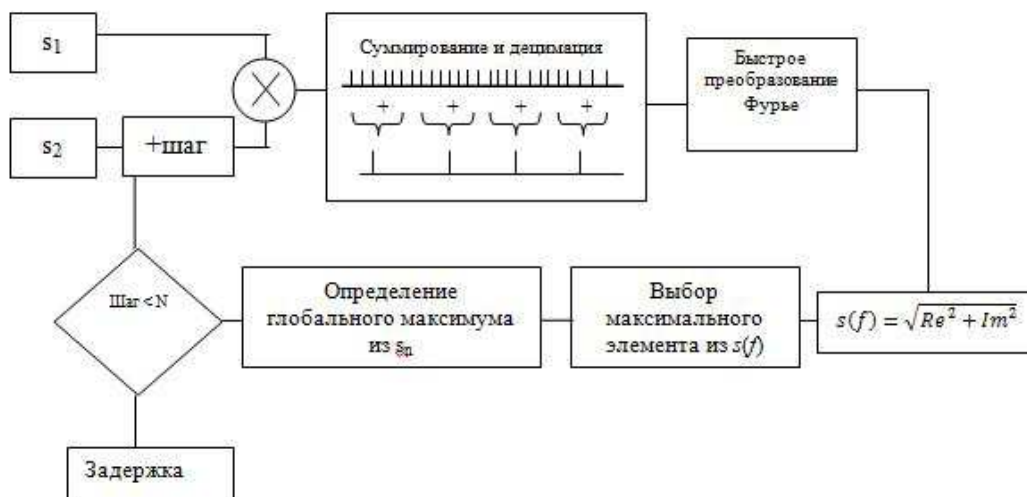 s1
Суммирование и децимация
+ + + +
Быстрое
преобразование
Фурье
s2
+шаг
Шаг < N
Определение
глобального максимума
из sn
Выбор
максимального
элемента из s(f)
s(f) = √Re² + Im²
Задержка